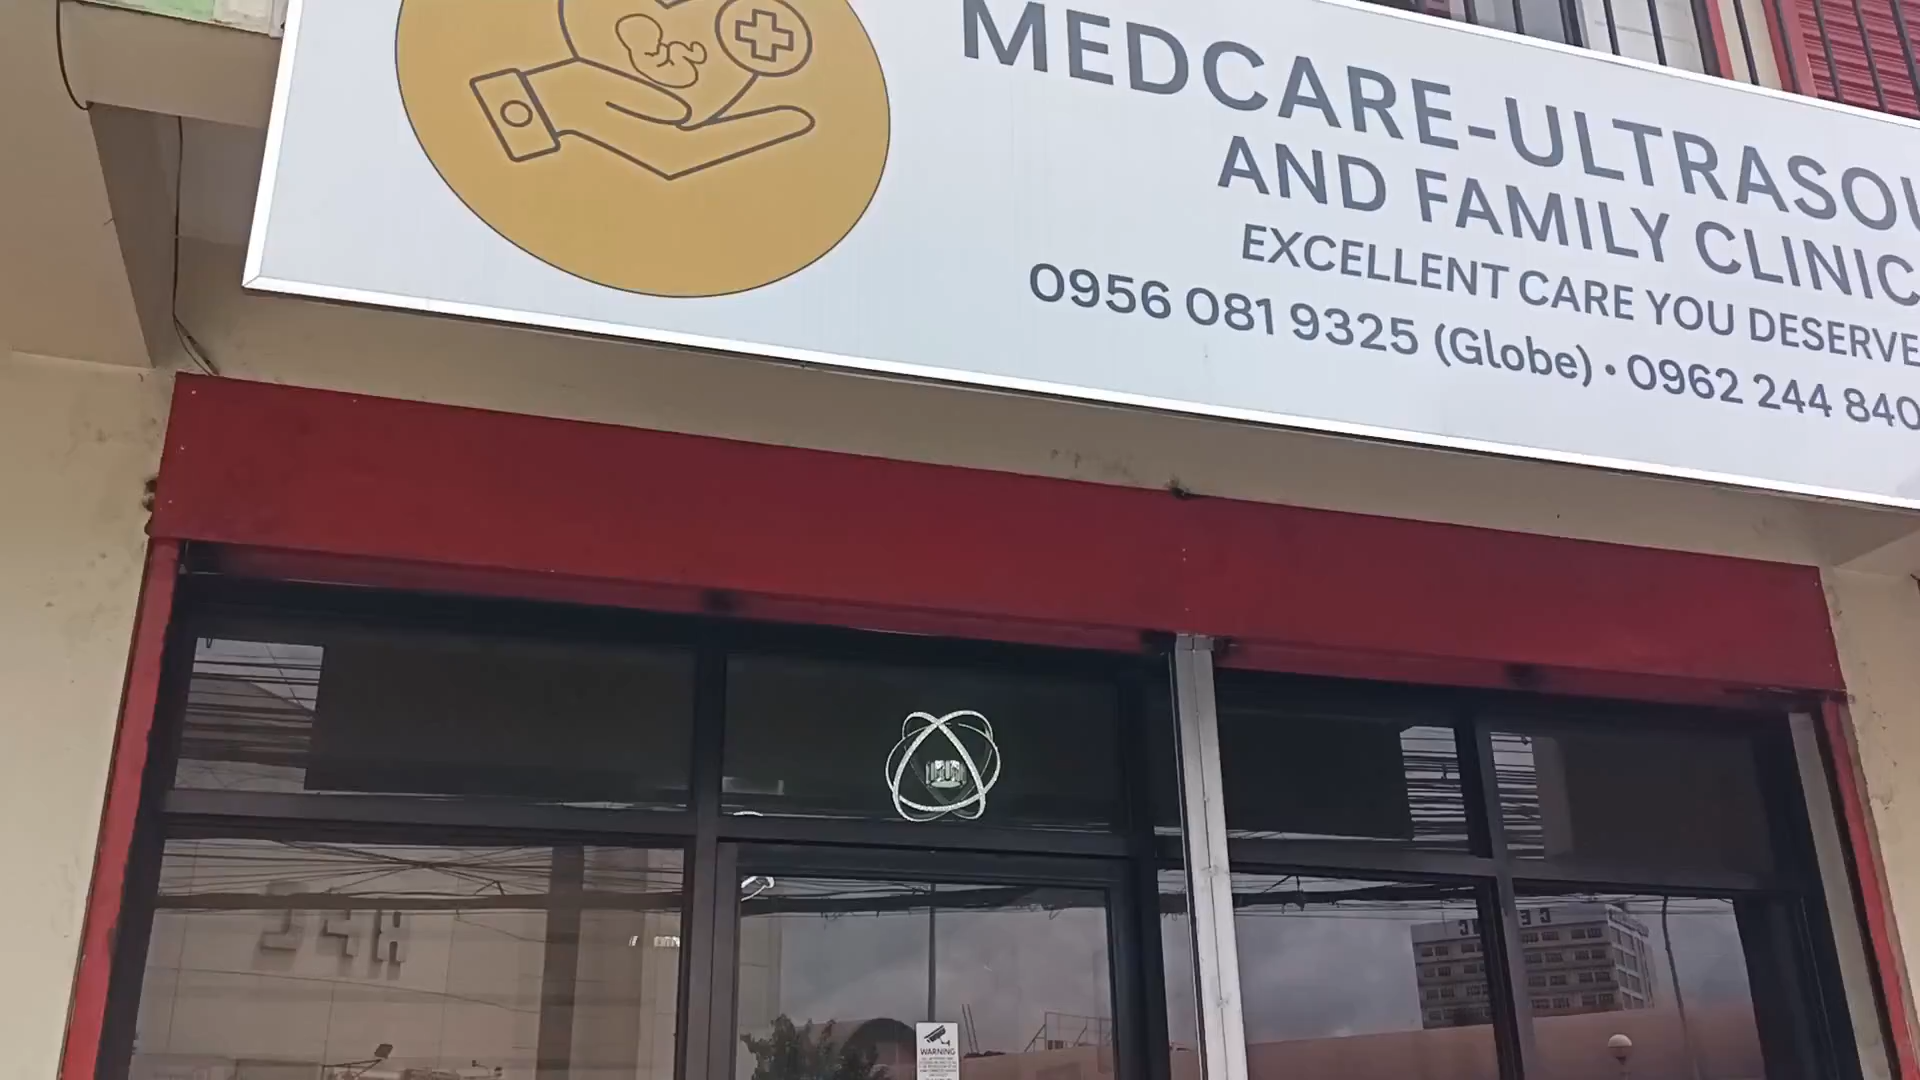 MEDCARE-ULTRASOU
AND FAMILY CLINIC
EXCELLENT CARE YOU DESERVE
0956 081 9325 (Globe) • 0962 244 840
WARNING